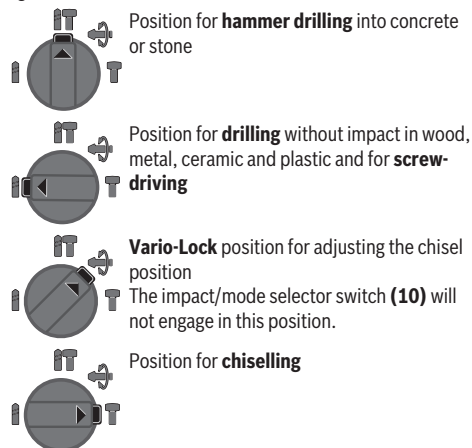 Position for hammer drilling into concrete
or stone
Position for drilling without impact in wood,
metal, ceramic and plastic and for screw-
driving
Vario-Lock position for adjusting the chisel
position
The impact/mode selector switch (10) will
not engage in this position.
Position for chiselling